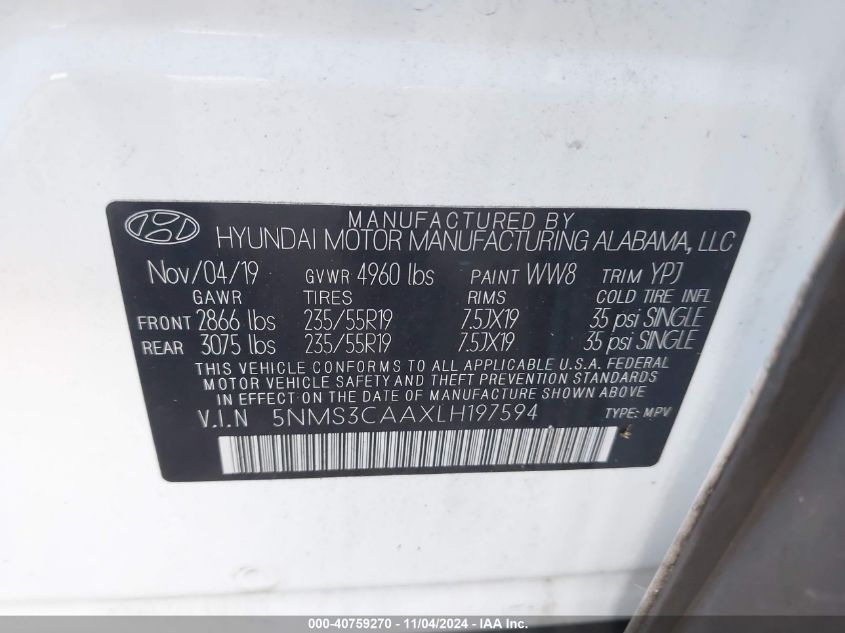 MANUFACTURED BY
HYUNDAI MOTOR MANUFACTURING ALABAMA, LLC
Nov/04/19 GVWR 4960 lbs PAINT WW8 TRIM YPJ
GAWR TIRES RIMS COLD TIRE INFL
FRONT 2866 lbs 235/55R19 7.5JX19 35 psi SINGLE
REAR 3075 lbs 235/55R19 7.5JX19 35 psi SINGLE
THIS VEHICLE CONFORMS TO ALL APPLICABLE U.S.A. FEDERAL
MOTOR VEHICLE SAFETY AND THEFT PREVENTION STANDARDS
IN EFFECT ON THE DATE OF MANUFACTURE SHOWN ABOVE.
V.I.N 5NMS3CAAXLH197594 TYPE: MPV
000-40759270 - 11/04/2024 - IAA Inc.